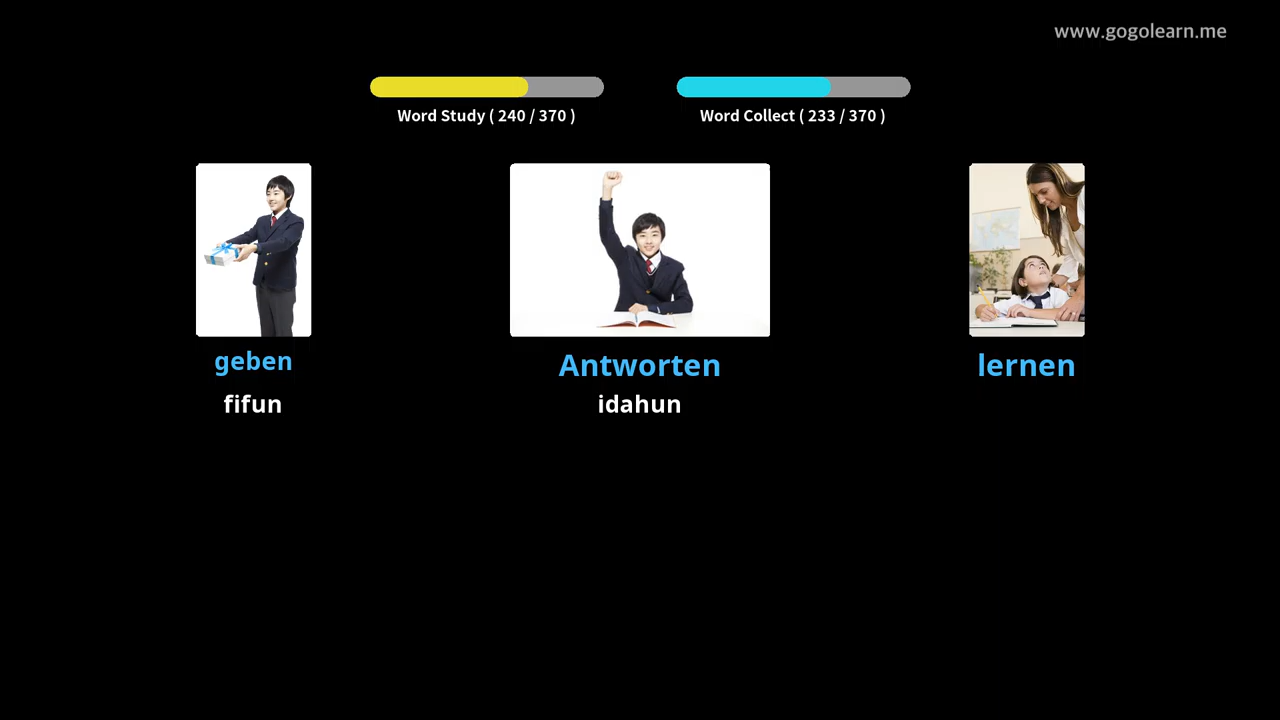 www.gogolearn.me
Word Study ( 240 / 370 )
Word Collect ( 233 / 370 )
geben
fifun
Antworten
idahun
lernen